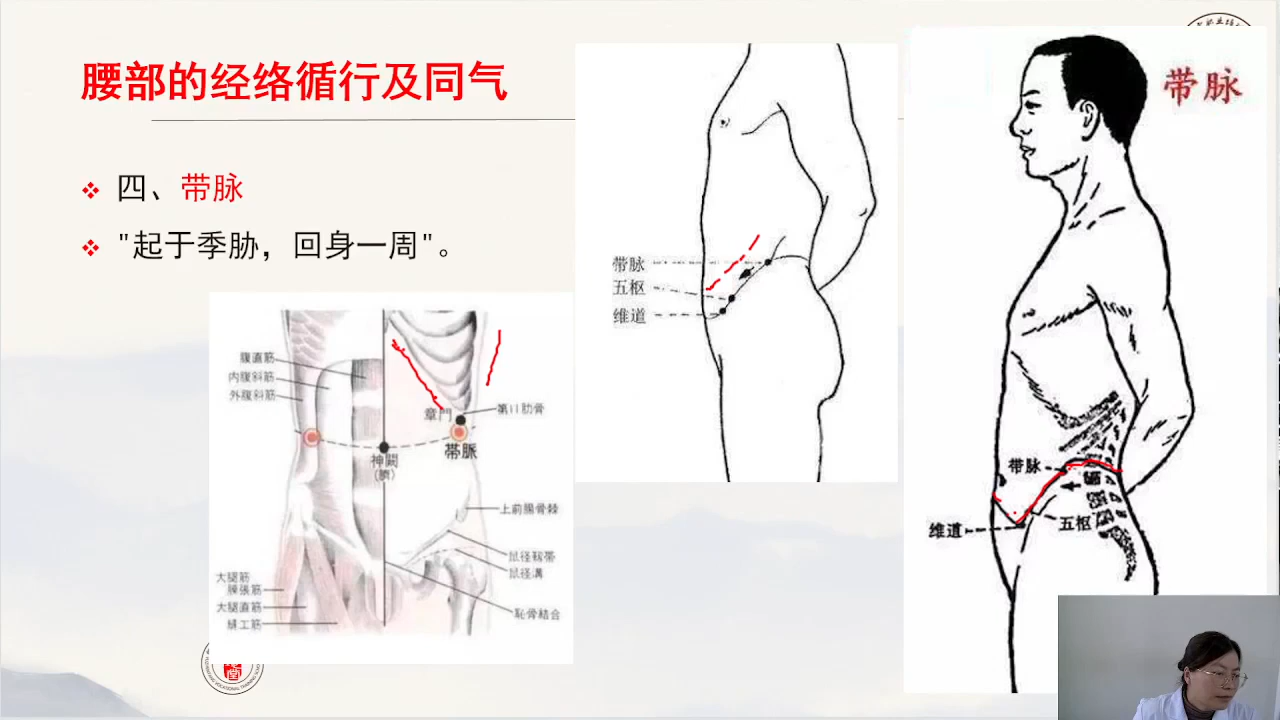 腰部的经络循行及同气
四、带脉
"起于季胁，回身一周"。
腹直筋
内腹斜筋
外腹斜筋
章門
第11肋骨
帯脈
神闕
(臍)
上前腸骨棘
鼠径靱帯
鼠径溝
恥骨結合
大腿筋
膜張筋
大腿直筋
縫工筋
带脉
五枢
维道
带脉
带脉
五枢
维道